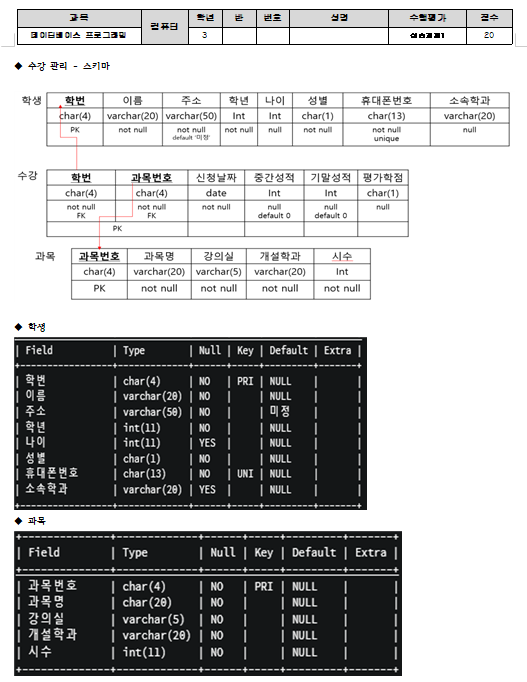 과목 컴퓨터 학년 반 번호 성명 수행평가 점수
데이터베이스 프로그래밍 3 실습과제1 20
◆ 수강 관리 - 스키마
학생 학번 이름 주소 학년 나이 성별 휴대폰번호 소속학과
char(4) varchar(20) varchar(50) Int Int char(1) char(13) varchar(20)
PK not null not null not null null not null not null null
default '미정' unique
수강 학번 과목번호 신청날짜 중간성적 기말성적 평가학점
char(4) char(4) date Int Int char(1)
not null not null not null null null null
FK FK default 0 default 0
PK
과목 과목번호 과목명 강의실 개설학과 시수
char(4) varchar(20) varchar(5) varchar(20) Int
PK not null not null not null not null
◆ 학생
| Field | Type | Null | Key | Default | Extra |
| 학번 | char(4) | NO | PRI | NULL | |
| 이름 | varchar(20) | NO | | NULL | |
| 주소 | varchar(50) | NO | | 미정 | |
| 학년 | int(11) | NO | | NULL | |
| 나이 | int(11) | YES | | NULL | |
| 성별 | char(1) | NO | | NULL | |
| 휴대폰번호 | char(13) | NO | UNI | NULL | |
| 소속학과 | varchar(20) | YES | | NULL | |
◆ 과목
| Field | Type | Null | Key | Default | Extra |
| 과목번호 | char(4) | NO | PRI | NULL | |
| 과목명 | char(20) | NO | | NULL | |
| 강의실 | varchar(5) | NO | | NULL | |
| 개설학과 | varchar(20) | NO | | NULL | |
| 시수 | int(11) | NO | | NULL | |